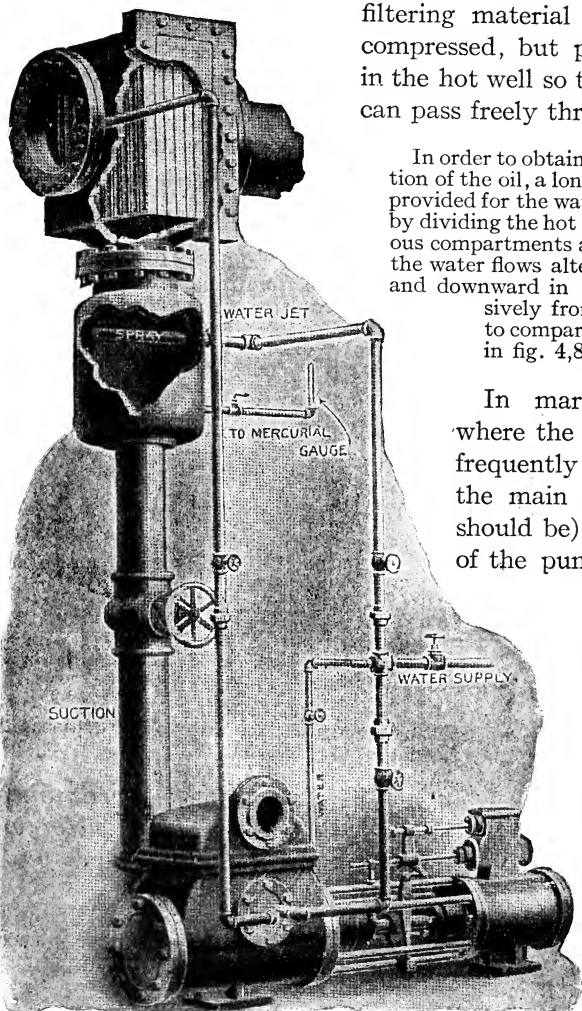 filtering material
compressed, but p
in the hot well so t
can pass freely thr
In order to obtain
tion of the oil, a lon
provided for the wat
by dividing the hot
ous compartments a
the water flows alte
and downward in
sively fro
to compar
in fig. 4,8
In mar
where the
frequently
the main
should be)
of the pun
WATER JET
SPRAY
TO MERCURIAL
GAUGE
WATER SUPPLY
SUCTION
WATER